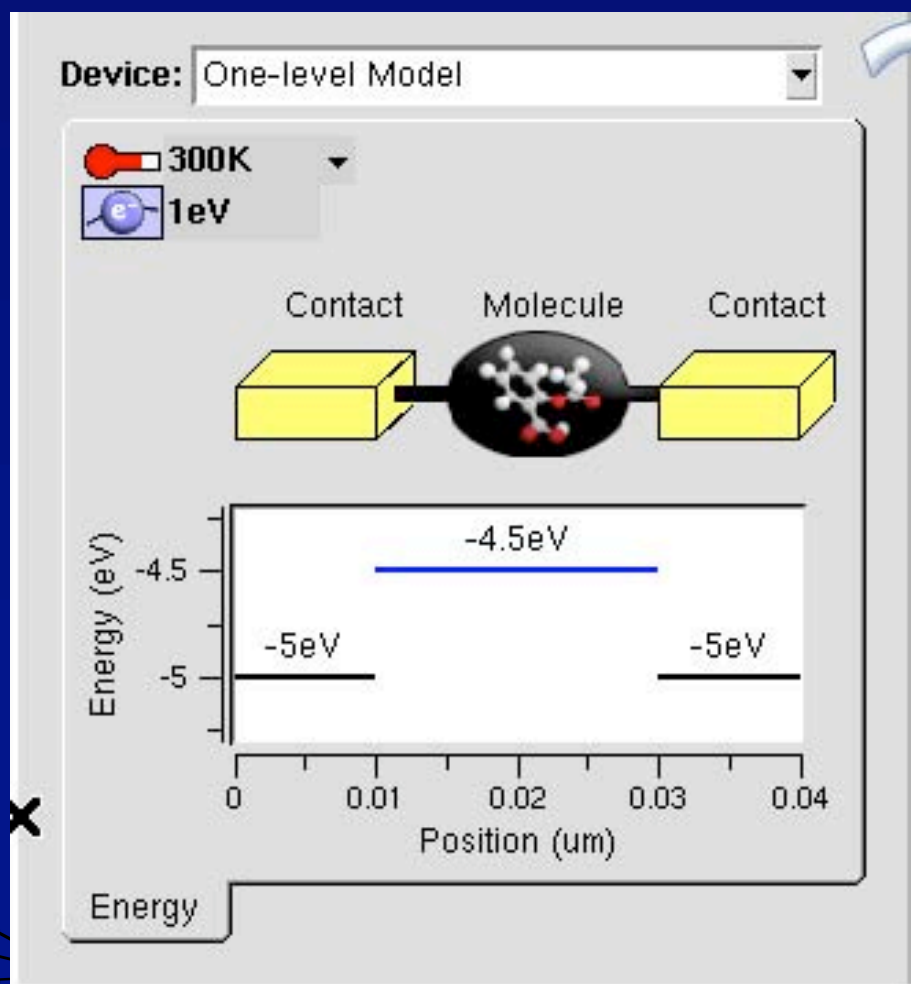 Device: One-level Model
300K
e⁻ 1eV
Contact Molecule Contact
Energy (eV)
-4.5eV
-4.5
-5eV -5eV
-5
0 0.01 0.02 0.03 0.04
Position (um)
Energy